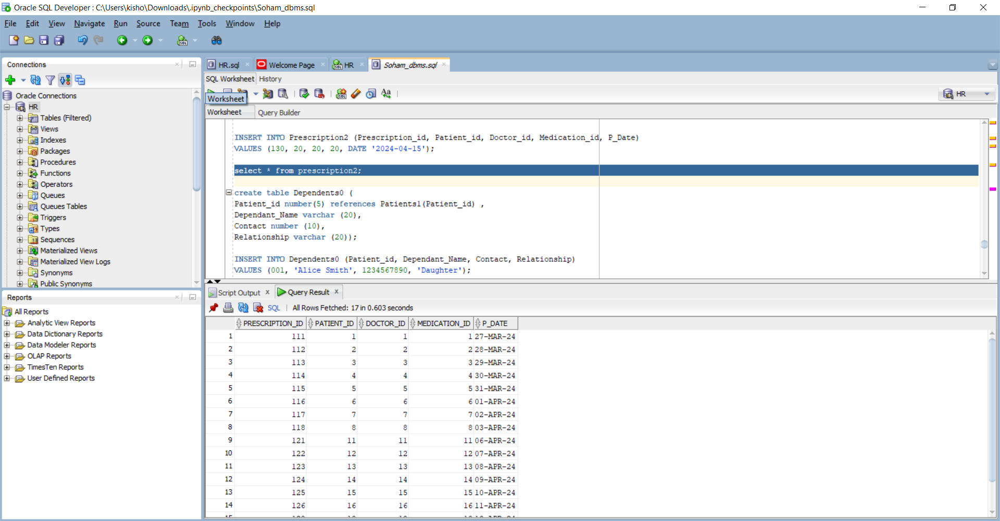 Oracle SQL Developer : C:\Users\kisho\Downloads\.ipynb_checkpoints\Soham_dbms.sql
File Edit View Navigate Run Source Team Tools Window Help
Connections
Oracle Connections
HR
Tables (Filtered)
Views
Indexes
Packages
Procedures
Functions
Operators
Queues
Queues Tables
Triggers
Types
Sequences
Materialized Views
Materialized View Logs
Synonyms
Public Synonyms
Reports
All Reports
Analytic View Reports
Data Dictionary Reports
Data Modeler Reports
OLAP Reports
TimesTen Reports
User Defined Reports
HR.sql Welcome Page HR Soham_dbms.sql
SQL Worksheet History
Worksheet
HR
Worksheet Query Builder
INSERT INTO Prescription2 (Prescription_id, Patient_id, Doctor_id, Medication_id, P_Date)
VALUES (130, 20, 20, 20, DATE '2024-04-15');
select * from prescription2;
create table Dependents0 (
Patient_id number(5) references Patients1(Patient_id) ,
Dependant_Name varchar (20),
Contact number (10),
Relationship varchar (20));
INSERT INTO Dependents0 (Patient_id, Dependant_Name, Contact, Relationship)
VALUES (001, 'Alice Smith', 1234567890, 'Daughter');
Script Output x Query Result x
SQL | All Rows Fetched: 17 in 0.603 seconds
PRESCRIPTION_ID PATIENT_ID DOCTOR_ID MEDICATION_ID P_DATE
1 111 1 1 1 27-MAR-24
2 112 2 2 2 28-MAR-24
3 113 3 3 3 29-MAR-24
4 114 4 4 4 30-MAR-24
5 115 5 5 5 31-MAR-24
6 116 6 6 6 01-APR-24
7 117 7 7 7 02-APR-24
8 118 8 8 8 03-APR-24
9 121 11 11 11 06-APR-24
10 122 12 12 12 07-APR-24
11 123 13 13 13 08-APR-24
12 124 14 14 14 09-APR-24
13 125 15 15 15 10-APR-24
14 126 16 16 16 11-APR-24